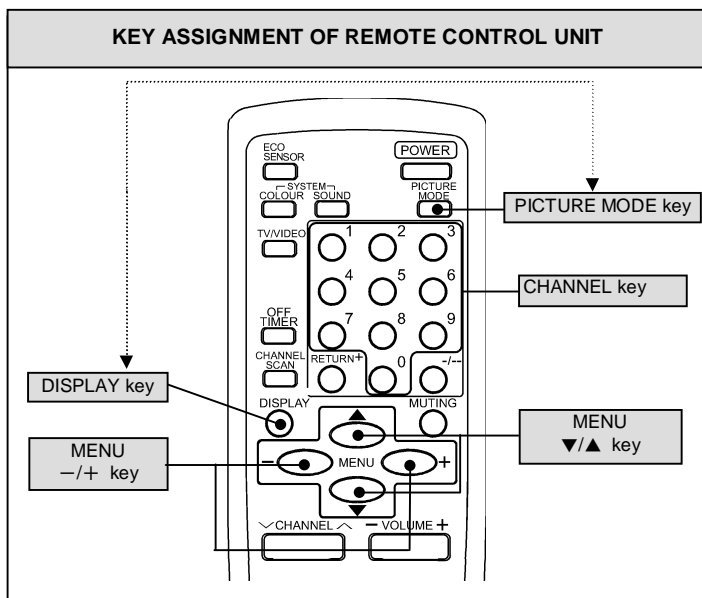 KEY ASSIGNMENT OF REMOTE CONTROL UNIT
ECO
SENSOR
POWER
SYSTEM
COLOUR SOUND
PICTURE
MODE
PICTURE MODE key
TV/VIDEO
1 2 3
4 5 6
CHANNEL key
7 8 9
OFF
TIMER
CHANNEL
SCAN
RETURN+ 0 -/--
DISPLAY key
DISPLAY
MUTING
MENU
▼/▲ key
MENU
−/+ key
▲
− MENU +
▼
CHANNEL
− VOLUME +